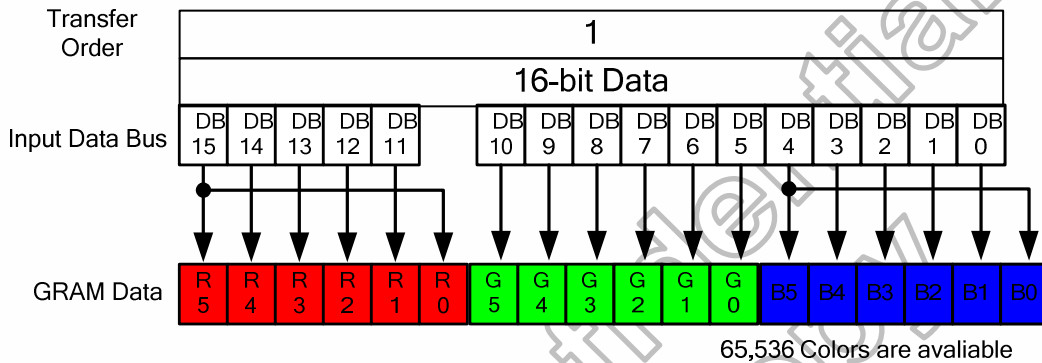 Transfer Order
1
16-bit Data
Input Data Bus
DB 15 DB 14 DB 13 DB 12 DB 11 DB 10 DB 9 DB 8 DB 7 DB 6 DB 5 DB 4 DB 3 DB 2 DB 1 DB 0
GRAM Data
R 5 R 4 R 3 R 2 R 1 R 0 G 5 G 4 G 3 G 2 G 1 G 0 B5 B4 B3 B2 B1 B0
65,536 Colors are avaliable